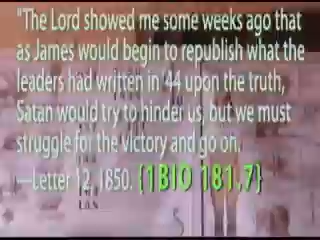 "The Lord showed me some weeks ago that
as James would begin to republish what the
leaders had written in '44 upon the truth,
Satan would try to hinder us, but we must
struggle for the victory and go on.
—Letter 12, 1850. {1BIO 181.7}